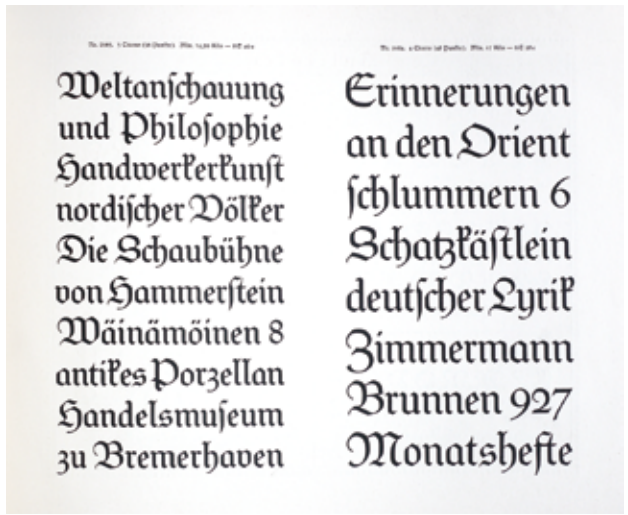 Weltanſchauung
und Philoſophie
Handwerkerkunſt
nordiſcher Völker
Die Schaubühne
von Hammerſtein
Wäinämöinen 8
antikes Porzellan
Handelsmuſeum
zu Bremerhaven
Erinnerungen
an den Orient
ſchlummern 6
Schatzkäſtlein
deutſcher Lyrik
Zimmermann
Brunnen 927
Monatshefte